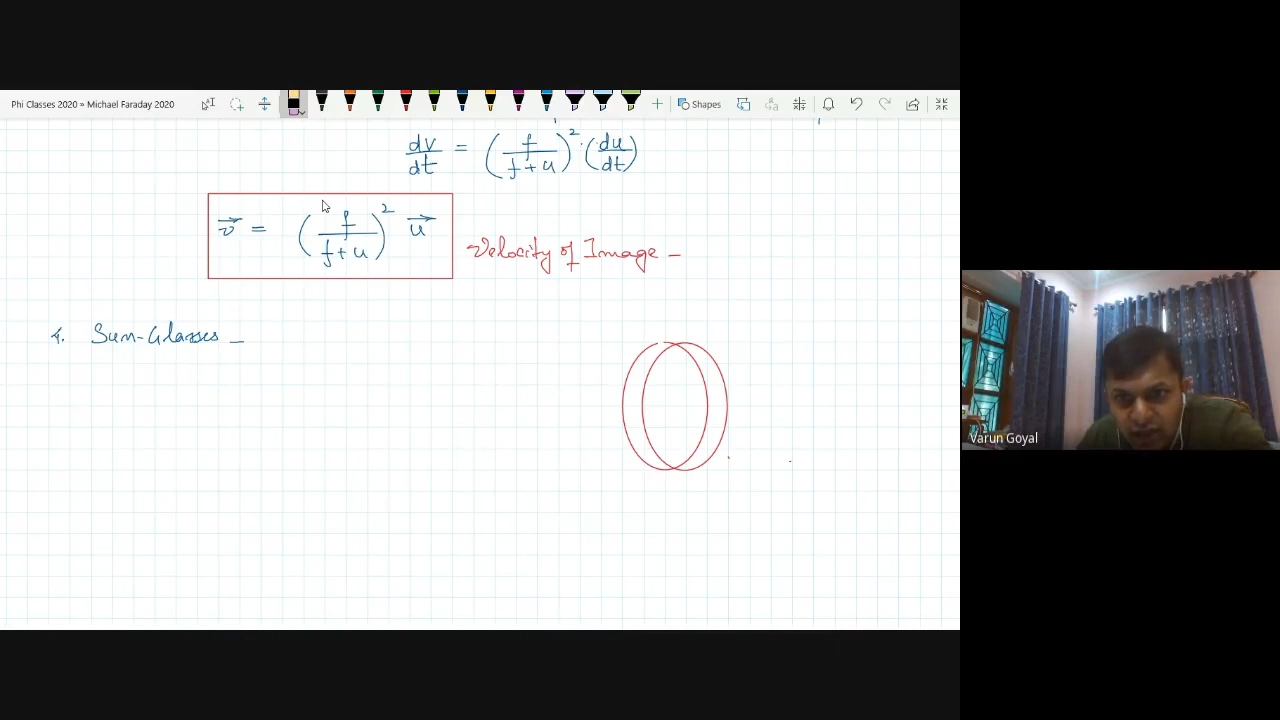 Phi Classes 2020 » Michael Faraday 2020
Shapes
dv/dt = (f/f+u)² · (du/dt)
v⃗ = (f/f+u)² u⃗
Velocity of Image –
4. Sun-Glasses –
Varun Goyal